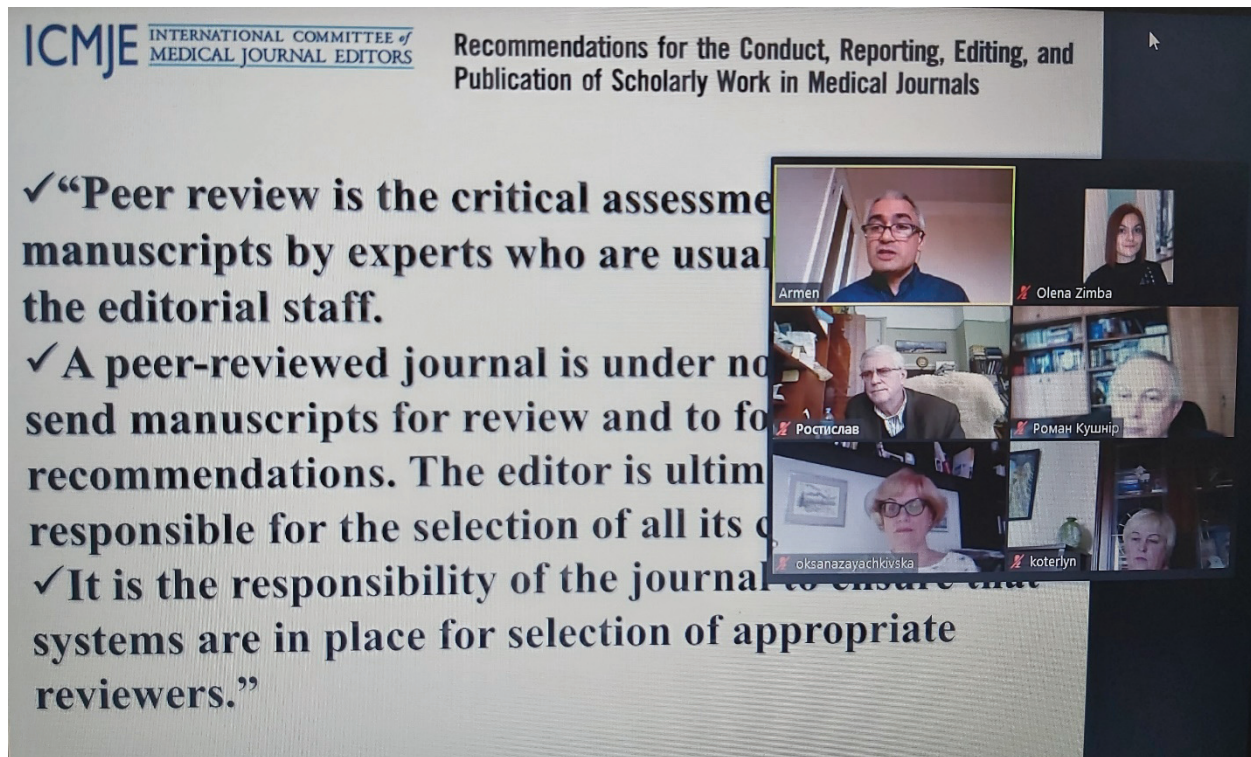 ICMJE
INTERNATIONAL COMMITTEE of
MEDICAL JOURNAL EDITORS
Recommendations for the Conduct, Reporting, Editing, and
Publication of Scholarly Work in Medical Journals
✓“Peer review is the critical assessme
manuscripts by experts who are usual
the editorial staff.
✓A peer-reviewed journal is under no
send manuscripts for review and to fo
recommendations. The editor is ultim
responsible for the selection of all its
✓It is the responsibility of the journal to ensure that
systems are in place for selection of appropriate
reviewers.”
Armen
Olena Zimba
Ростислав
Роман Кушнір
oksanazayachkivska
koterlyn